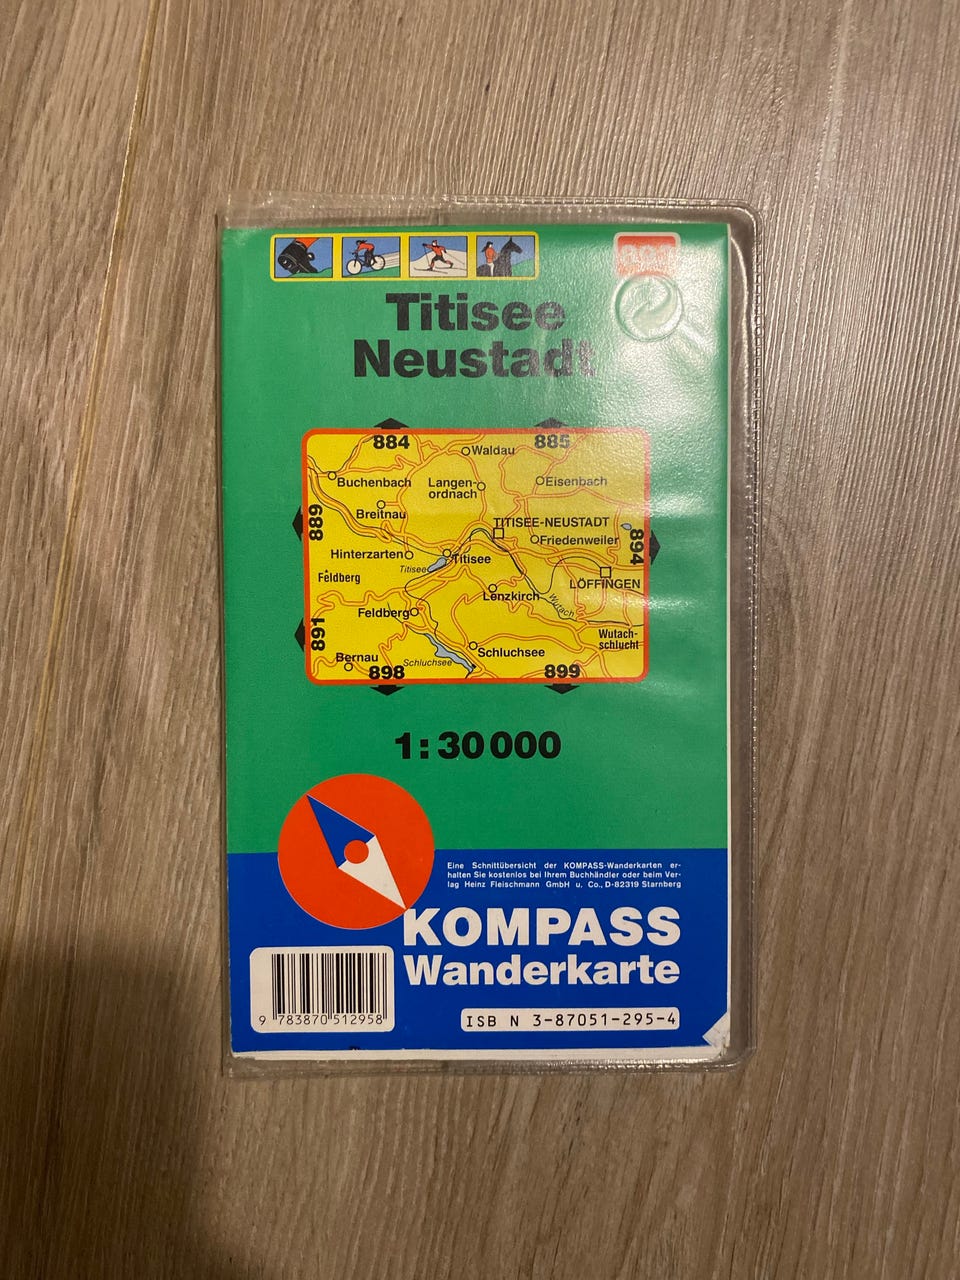 Titisee
Neustadt
884
885
Waldau
Buchenbach
Langen-
ordnach
Eisenbach
889
Breitnau
TITISEE-NEUSTADT
Friedenweiler
894
Hinterzarten
Titisee
Titisee
Feldberg
LÖFFINGEN
Lenzkirch
Wutach
Feldberg
891
Wutach-
schlucht
Bernau
Schluchsee
Schluchsee
898
899
1:30 000
Eine Schnittübersicht der KOMPASS-Wanderkarten er-
halten Sie kostenlos bei Ihrem Buchhändler oder beim Ver-
lag Heinz Fleischmann GmbH u. Co., D-82319 Starnberg
KOMPASS
Wanderkarte
9 783870 512958
ISB N 3-87051-295-4